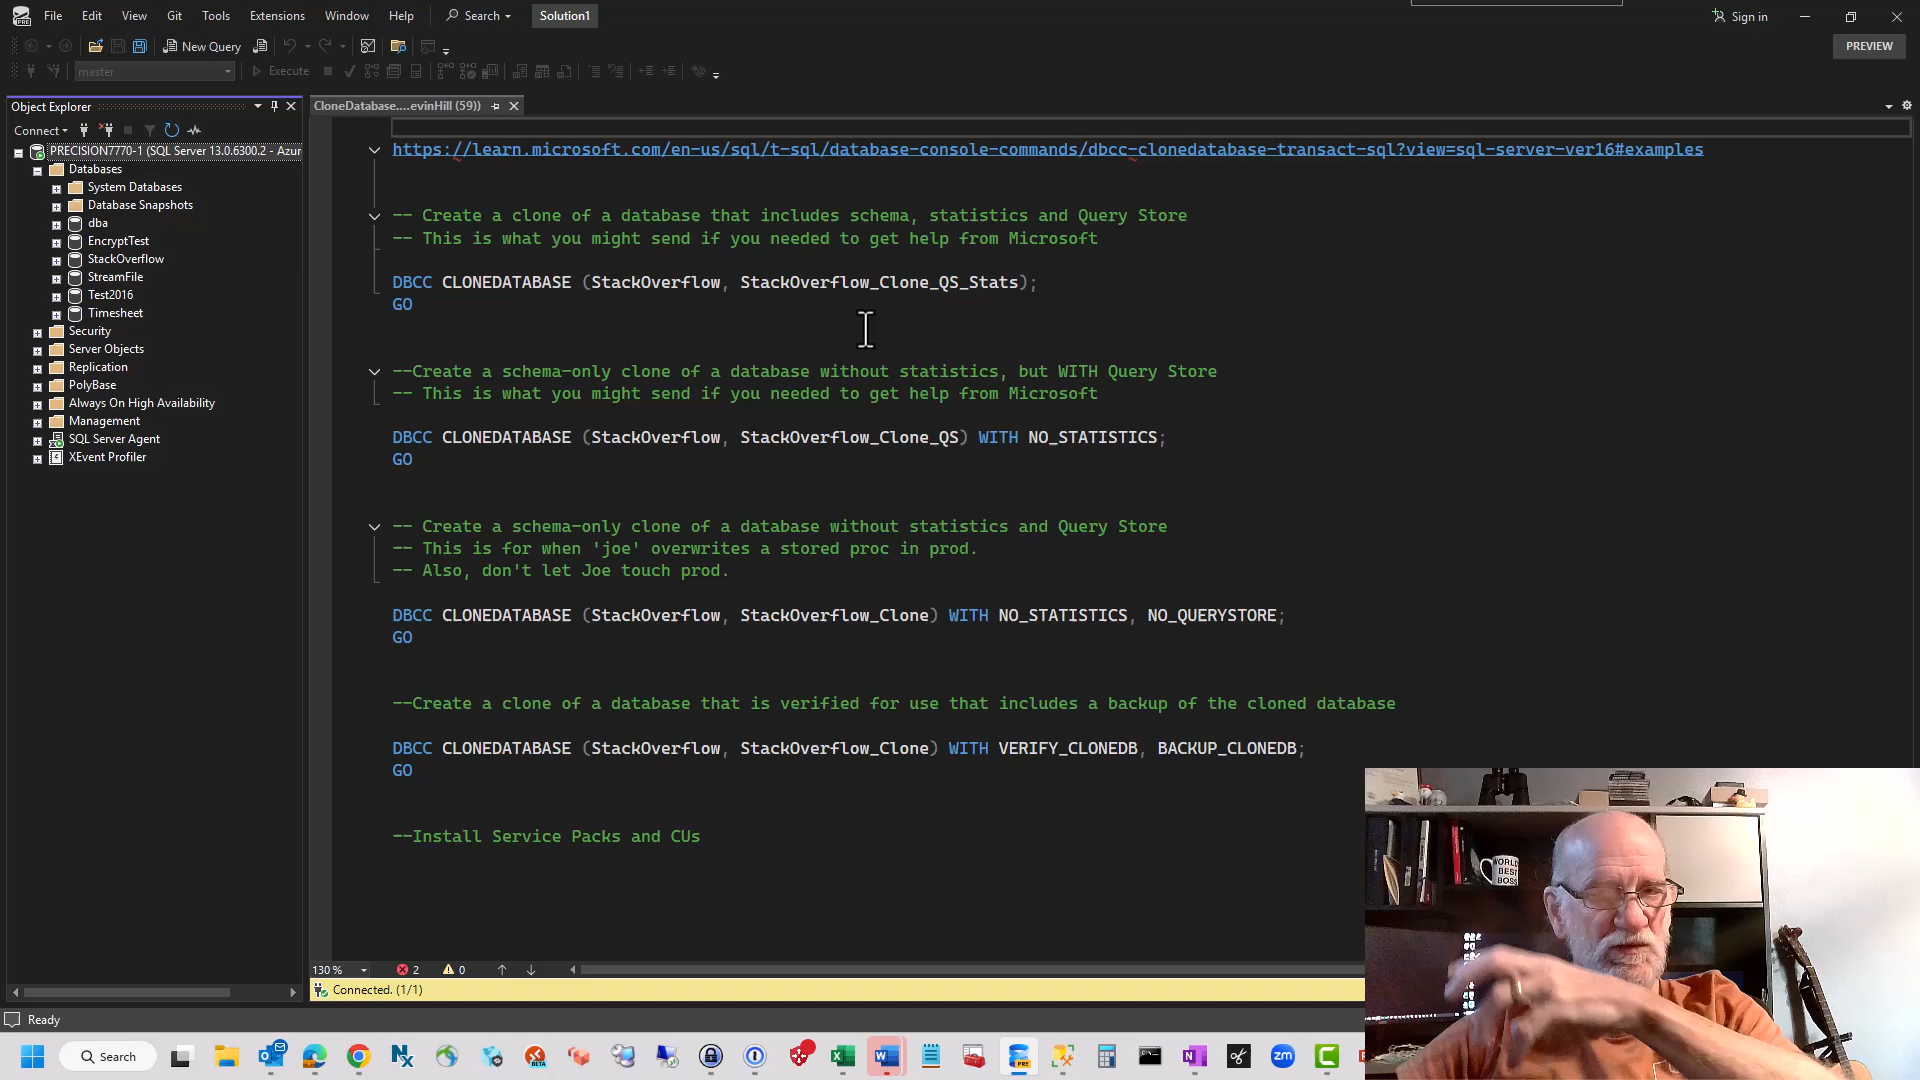 File Edit View Git Tools Extensions Window Help Search Solution1 Sign in
New Query PREVIEW
master Execute
Object Explorer
Connect
PRECISION7770-1 (SQL Server 13.0.6300.2 - Azur
Databases
System Databases
Database Snapshots
dba
EncryptTest
StackOverflow
StreamFile
Test2016
Timesheet
Security
Server Objects
Replication
PolyBase
Always On High Availability
Management
SQL Server Agent
XEvent Profiler
CloneDatabase....evinHill (59))
https://learn.microsoft.com/en-us/sql/t-sql/database-console-commands/dbcc-clonedatabase-transact-sql?view=sql-server-ver16#examples
-- Create a clone of a database that includes schema, statistics and Query Store
-- This is what you might send if you needed to get help from Microsoft
DBCC CLONEDATABASE (StackOverflow, StackOverflow_Clone_QS_Stats);
GO
--Create a schema-only clone of a database without statistics, but WITH Query Store
-- This is what you might send if you needed to get help from Microsoft
DBCC CLONEDATABASE (StackOverflow, StackOverflow_Clone_QS) WITH NO_STATISTICS;
GO
-- Create a schema-only clone of a database without statistics and Query Store
-- This is for when 'joe' overwrites a stored proc in prod.
-- Also, don't let Joe touch prod.
DBCC CLONEDATABASE (StackOverflow, StackOverflow_Clone) WITH NO_STATISTICS, NO_QUERYSTORE;
GO
--Create a clone of a database that is verified for use that includes a backup of the cloned database
DBCC CLONEDATABASE (StackOverflow, StackOverflow_Clone) WITH VERIFY_CLONEDB, BACKUP_CLONEDB;
GO
--Install Service Packs and CUs
WORLD
BEST
BOSS
130 % 2 0
Connected. (1/1)
Ready
Search
BETA
PRE
zm